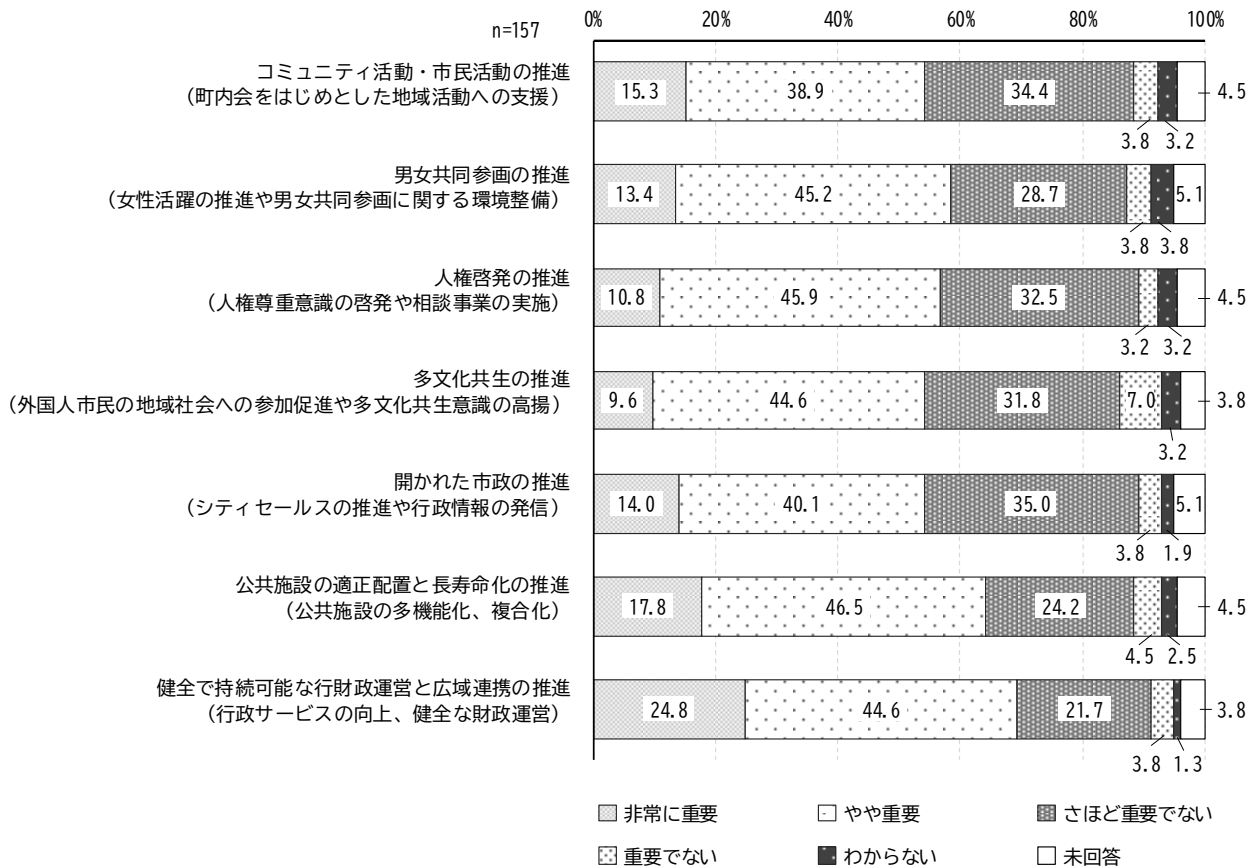 n=157
0% 20% 40% 60% 80% 100%
コミュニティ活動・市民活動の推進
(町内会をはじめとした地域活動への支援)
15.3 38.9 34.4 4.5
3.8 3.2
男女共同参画の推進
(女性活躍の推進や男女共同参画に関する環境整備)
13.4 45.2 28.7 5.1
3.8 3.8
人権啓発の推進
(人権尊重意識の啓発や相談事業の実施)
10.8 45.9 32.5 4.5
3.2 3.2
多文化共生の推進
(外国人市民の地域社会への参加促進や多文化共生意識の高揚)
9.6 44.6 31.8 7.0 3.8
3.2
開かれた市政の推進
(シティセールスの推進や行政情報の発信)
14.0 40.1 35.0 5.1
3.8 1.9
公共施設の適正配置と長寿命化の推進
(公共施設の多機能化、複合化)
17.8 46.5 24.2 4.5
4.5 2.5
健全で持続可能な行財政運営と広域連携の推進
(行政サービスの向上、健全な財政運営)
24.8 44.6 21.7 3.8
3.8 1.3
非常に重要 やや重要 さほど重要でない
重要でない わからない 未回答